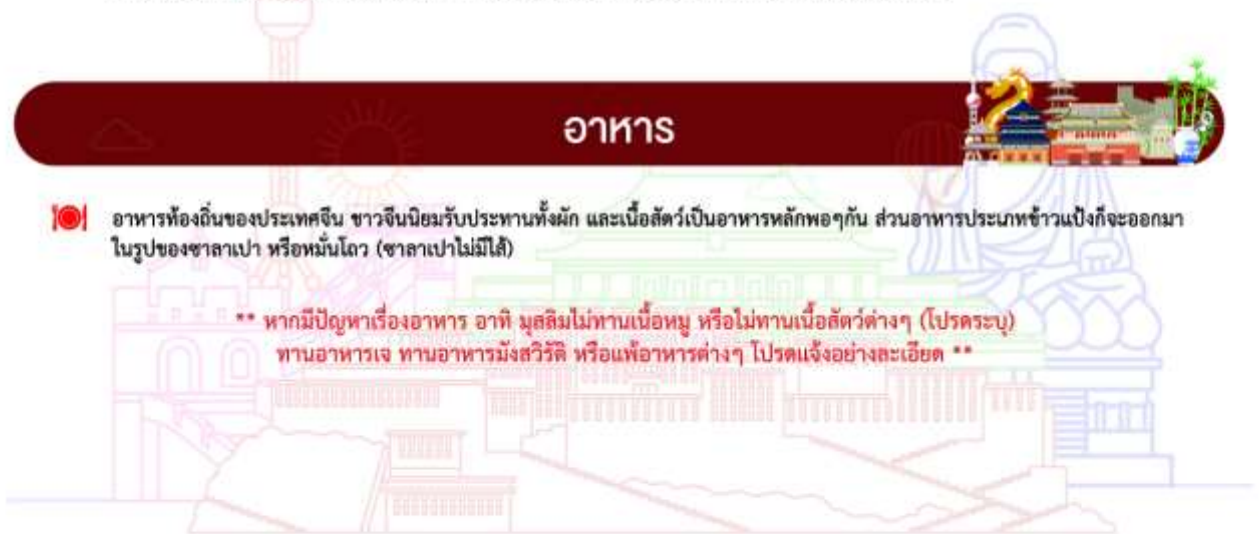 อาหาร
อาหารท้องถิ่นของประเทศจีน ชาวจีนนิยมรับประทานทั้งผัก และเนื้อสัตว์เป็นอาหารหลักพอๆกัน ส่วนอาหารประเภทข้าวแป้งก็จะออกมา
ในรูปของซาลาเปา หรือหมั่นโถว (ซาลาเปาไม่มีไส้)
** หากมีปัญหาเรื่องอาหาร อาทิ มุสลิมไม่ทานเนื้อหมู หรือไม่ทานเนื้อสัตว์ต่างๆ (โปรดระบุ)
ทานอาหารเจ ทานอาหารมังสวิรัติ หรือแพ้อาหารต่างๆ โปรดแจ้งอย่างละเอียด **